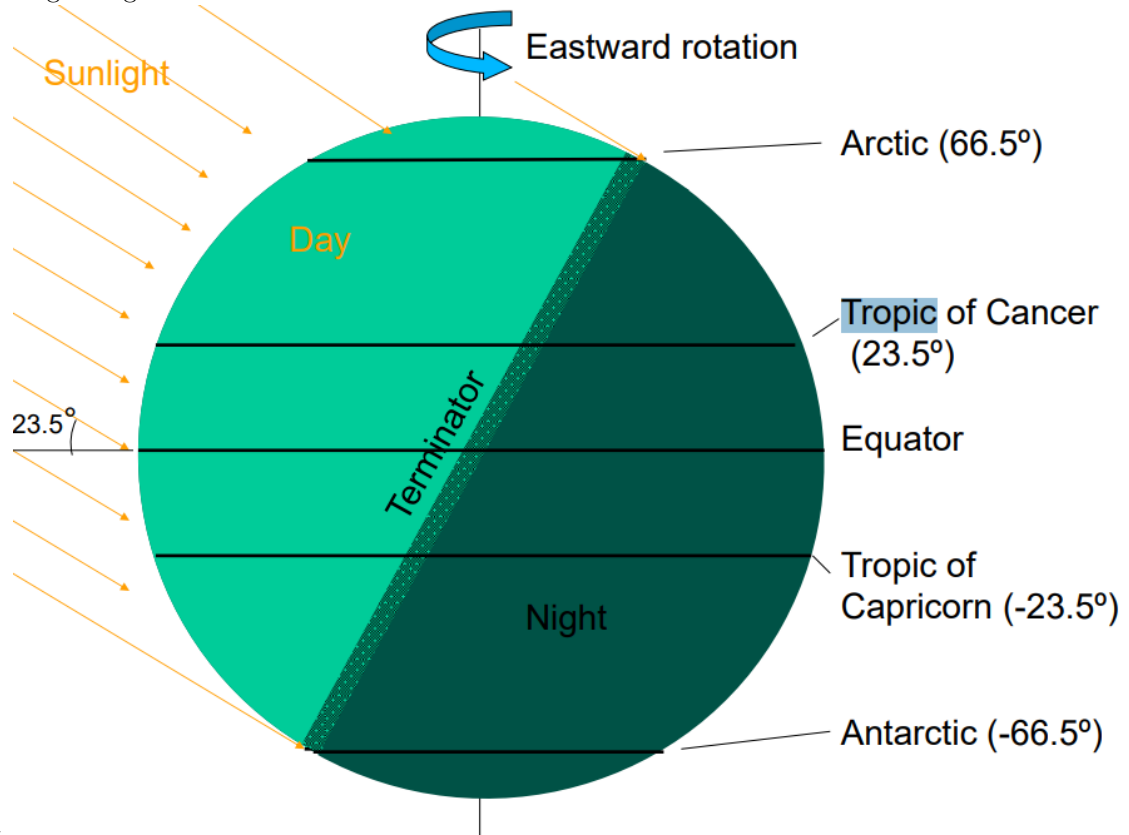 Eastward rotation
Sunlight
Arctic (66.5º)
Day
Tropic of Cancer
(23.5º)
23.5°
Terminator
Equator
Tropic of
Capricorn (-23.5º)
Night
Antarctic (-66.5º)